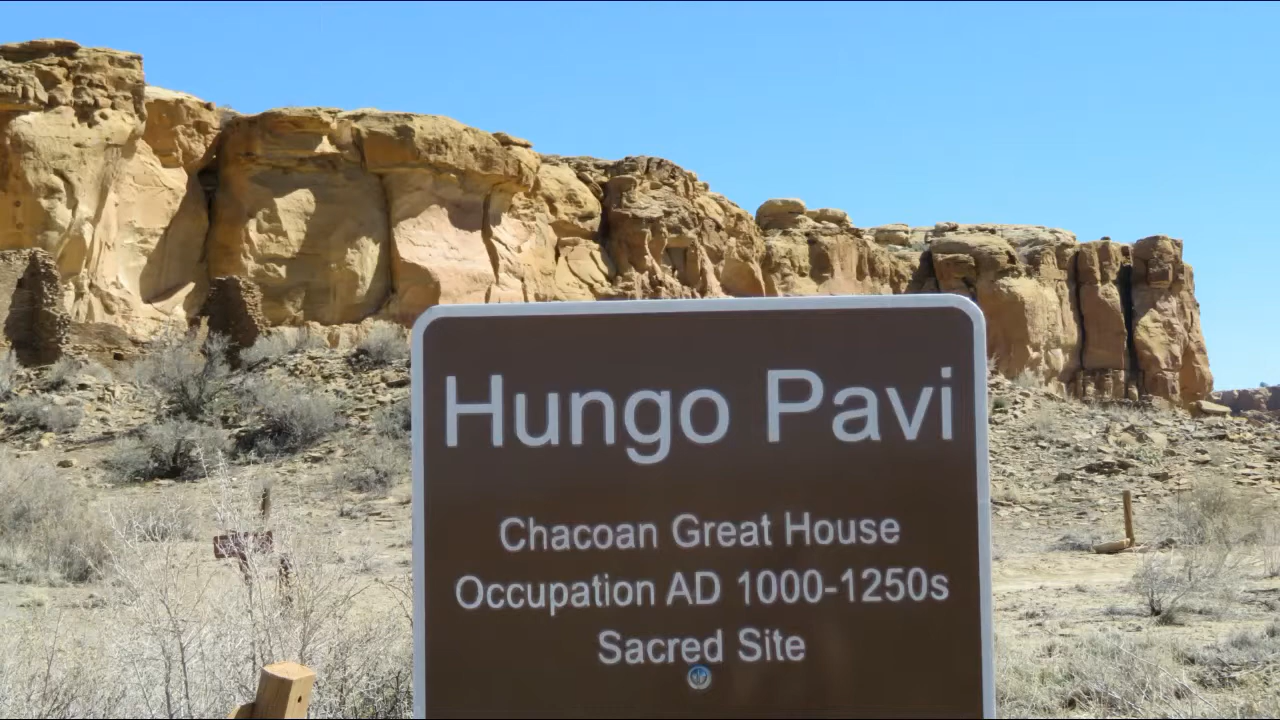 Hungo Pavi
Chacoan Great House
Occupation AD 1000-1250s
Sacred Site